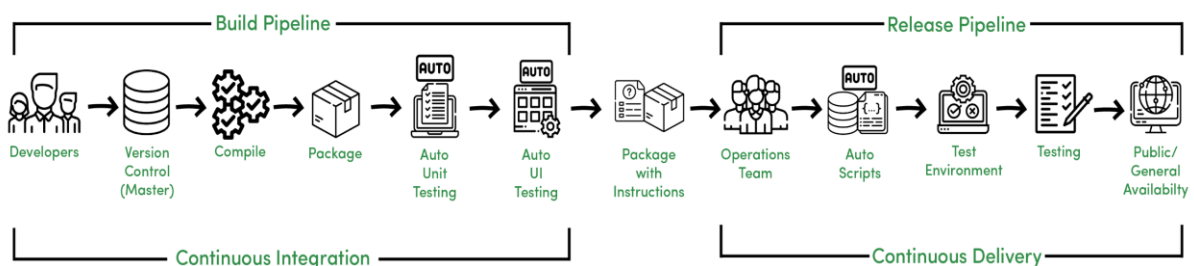 Build Pipeline
Release Pipeline
AUTO
AUTO
AUTO
Developers
Version
Control
(Master)
Compile
Package
Auto
Unit
Testing
Auto
UI
Testing
Package
with
Instructions
Operations
Team
Auto
Scripts
Test
Environment
Testing
Public/
General
Availabilty
Continuous Integration
Continuous Delivery